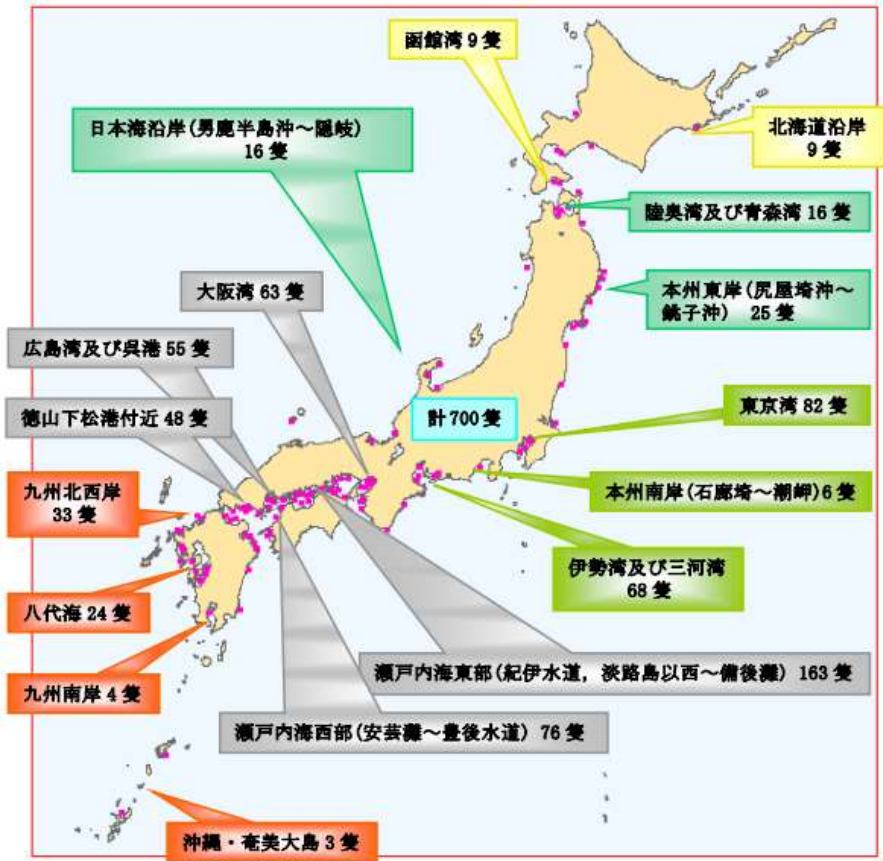 函館湾 9 隻
日本海沿岸(男鹿半島沖~隠岐)
16 隻
北海道沿岸
9 隻
陸奥湾及び青森湾 16 隻
大阪湾 63 隻
本州東岸(尻屋埼沖~
銚子沖) 25 隻
広島湾及び呉港 55 隻
徳山下松港付近 48 隻
計 700 隻
東京湾 82 隻
九州北西岸
33 隻
本州南岸(石廊埼~潮岬)6 隻
伊勢湾及び三河湾
68 隻
八代海 24 隻
瀬戸内海東部(紀伊水道,淡路島以西~備後灘) 163 隻
九州南岸 4 隻
瀬戸内海西部(安芸灘~豊後水道) 76 隻
沖縄・奄美大島 3 隻